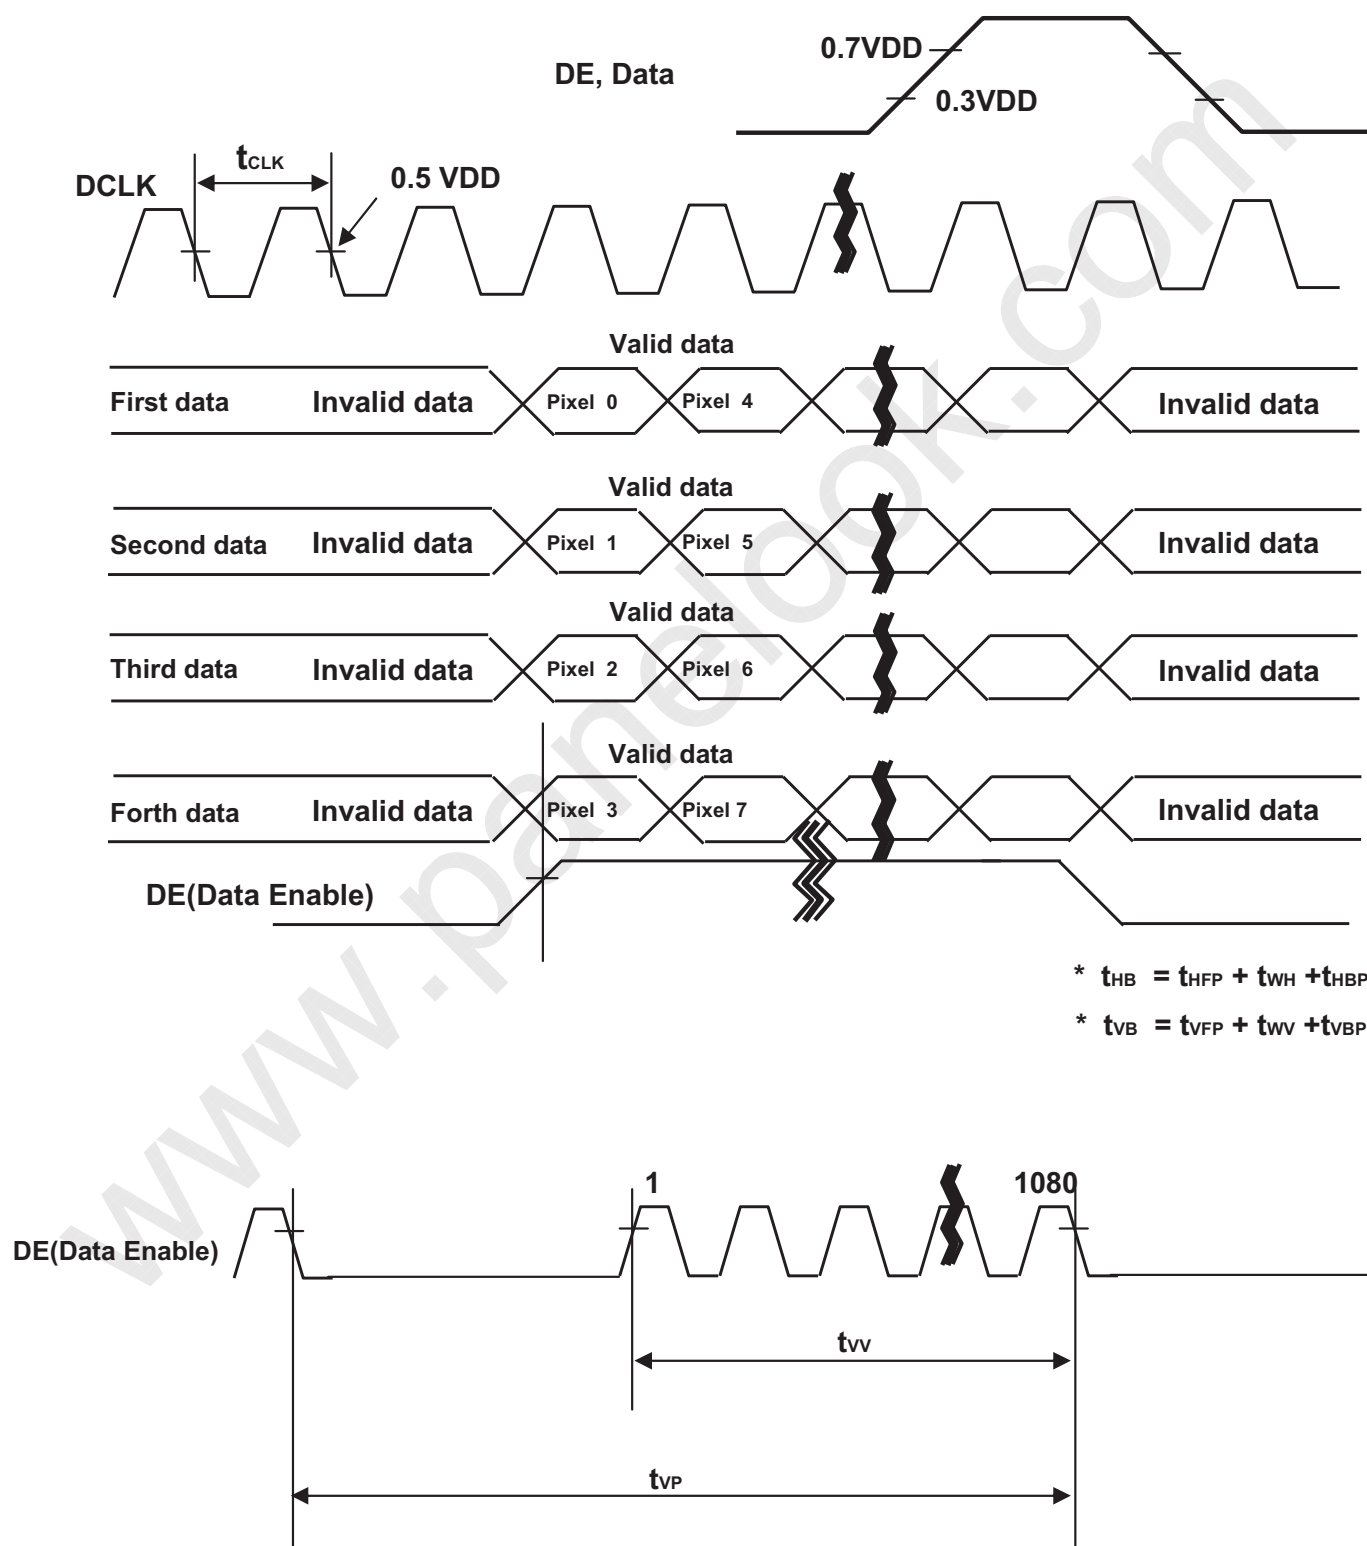 0.7VDD
DE, Data
0.3VDD
tCLK
DCLK
0.5 VDD
Valid data
First data Invalid data Pixel 0 Pixel 4 Invalid data
Valid data
Second data Invalid data Pixel 1 Pixel 5 Invalid data
Valid data
Third data Invalid data Pixel 2 Pixel 6 Invalid data
Valid data
Forth data Invalid data Pixel 3 Pixel 7 Invalid data
DE(Data Enable)
* tHB = tHFP + tWH +tHBP
* tVB = tVFP + tWV +tVBP
1 1080
DE(Data Enable)
tVV
tVP
www.panelook.com